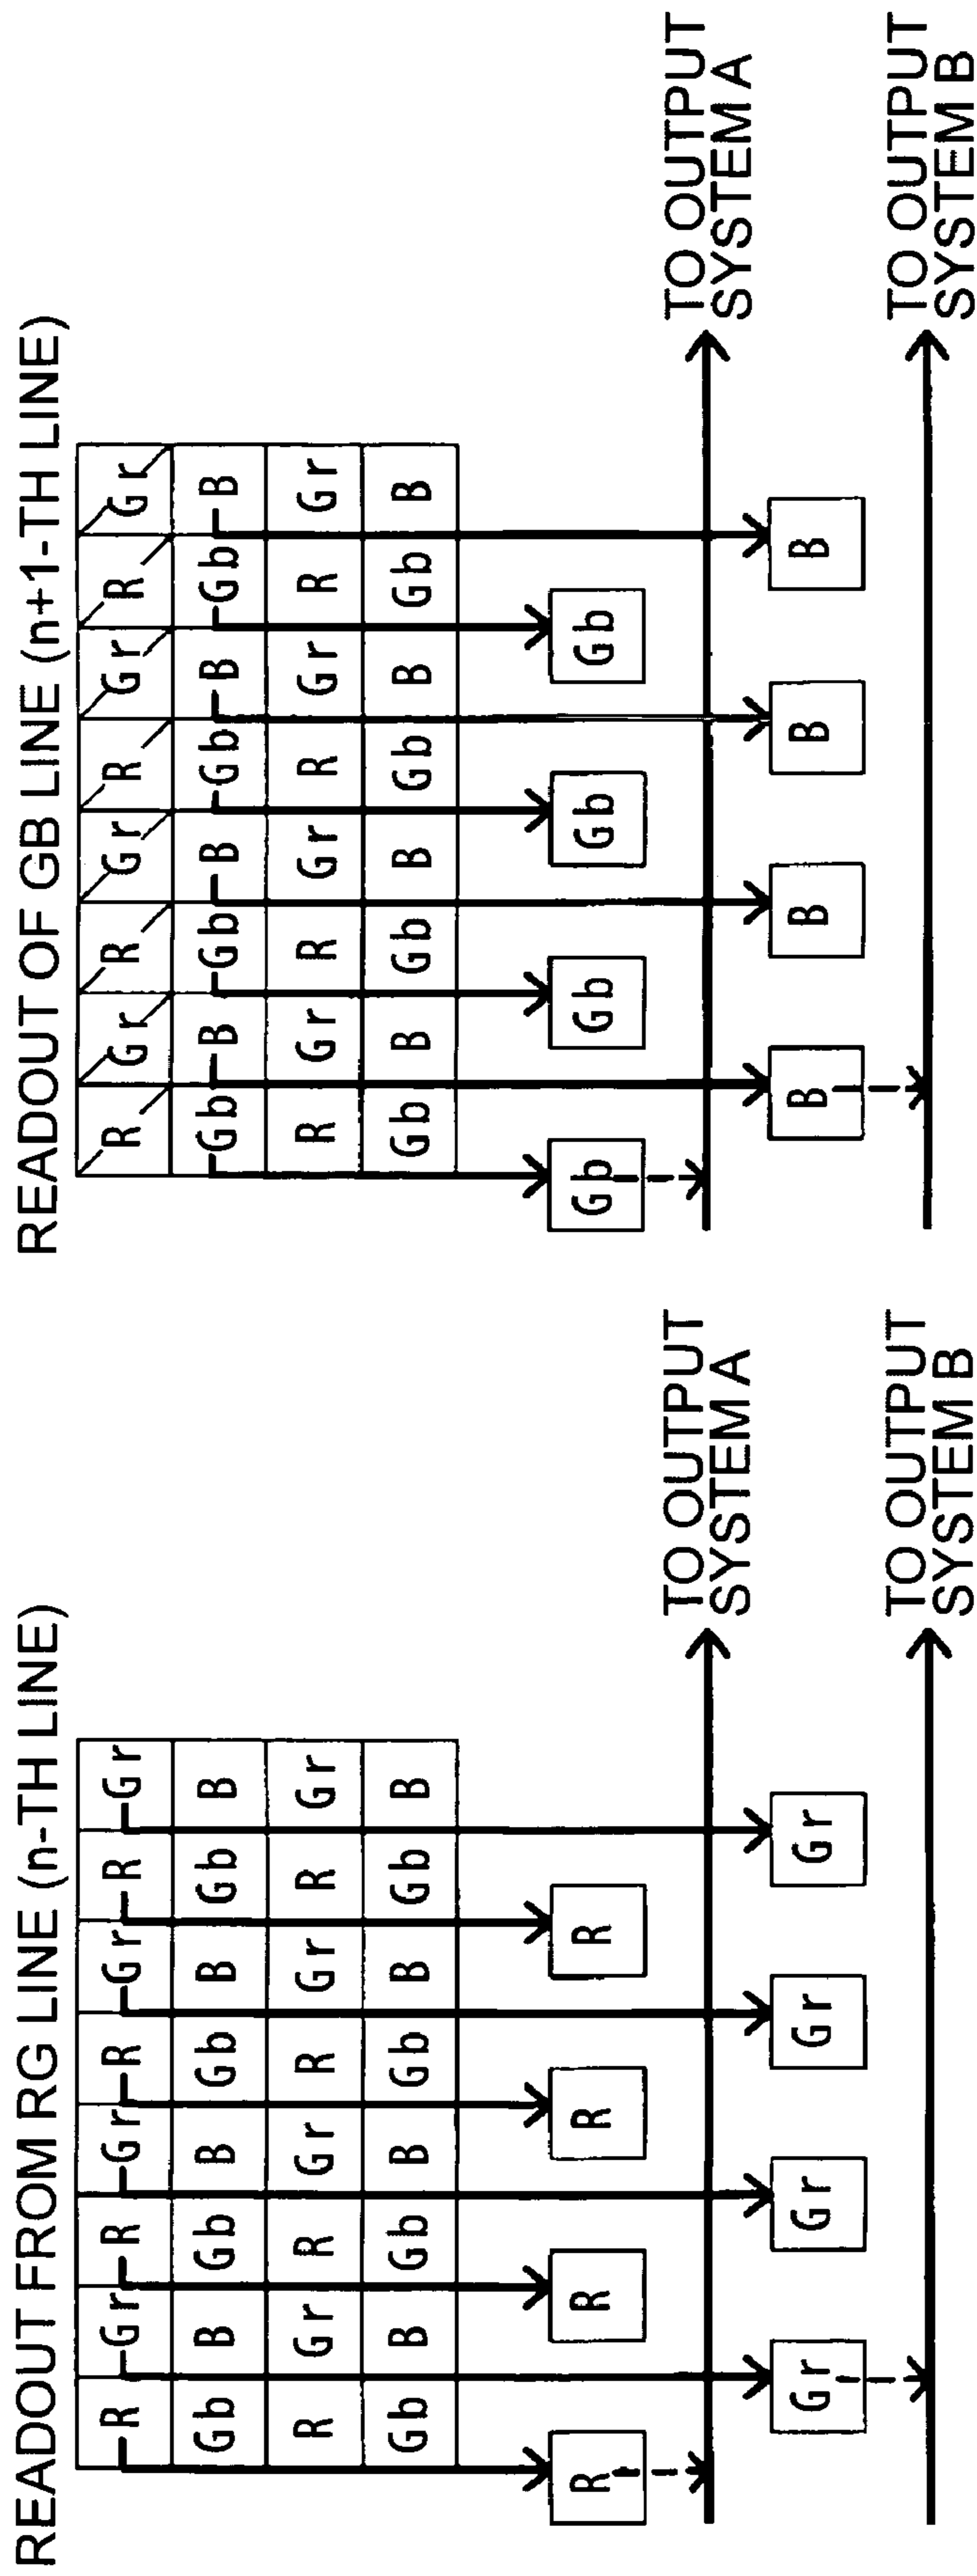 READOUT FROM RG LINE (n-TH LINE)
R Gr R Gr R Gr R Gr
Gb B Gb B Gb B Gb B
R Gr R Gr R Gr R Gr
Gb B Gb B Gb B Gb B
R R R R
TO OUTPUT
SYSTEM A
Gr Gr Gr Gr
TO OUTPUT
SYSTEM B
READOUT OF GB LINE (n+1-TH LINE)
R Gr R Gr R Gr R Gr
Gb B Gb B Gb B Gb B
R Gr R Gr R Gr R Gr
Gb B Gb B Gb B Gb B
Gb Gb Gb Gb
TO OUTPUT
SYSTEM A
B B B B
TO OUTPUT
SYSTEM B